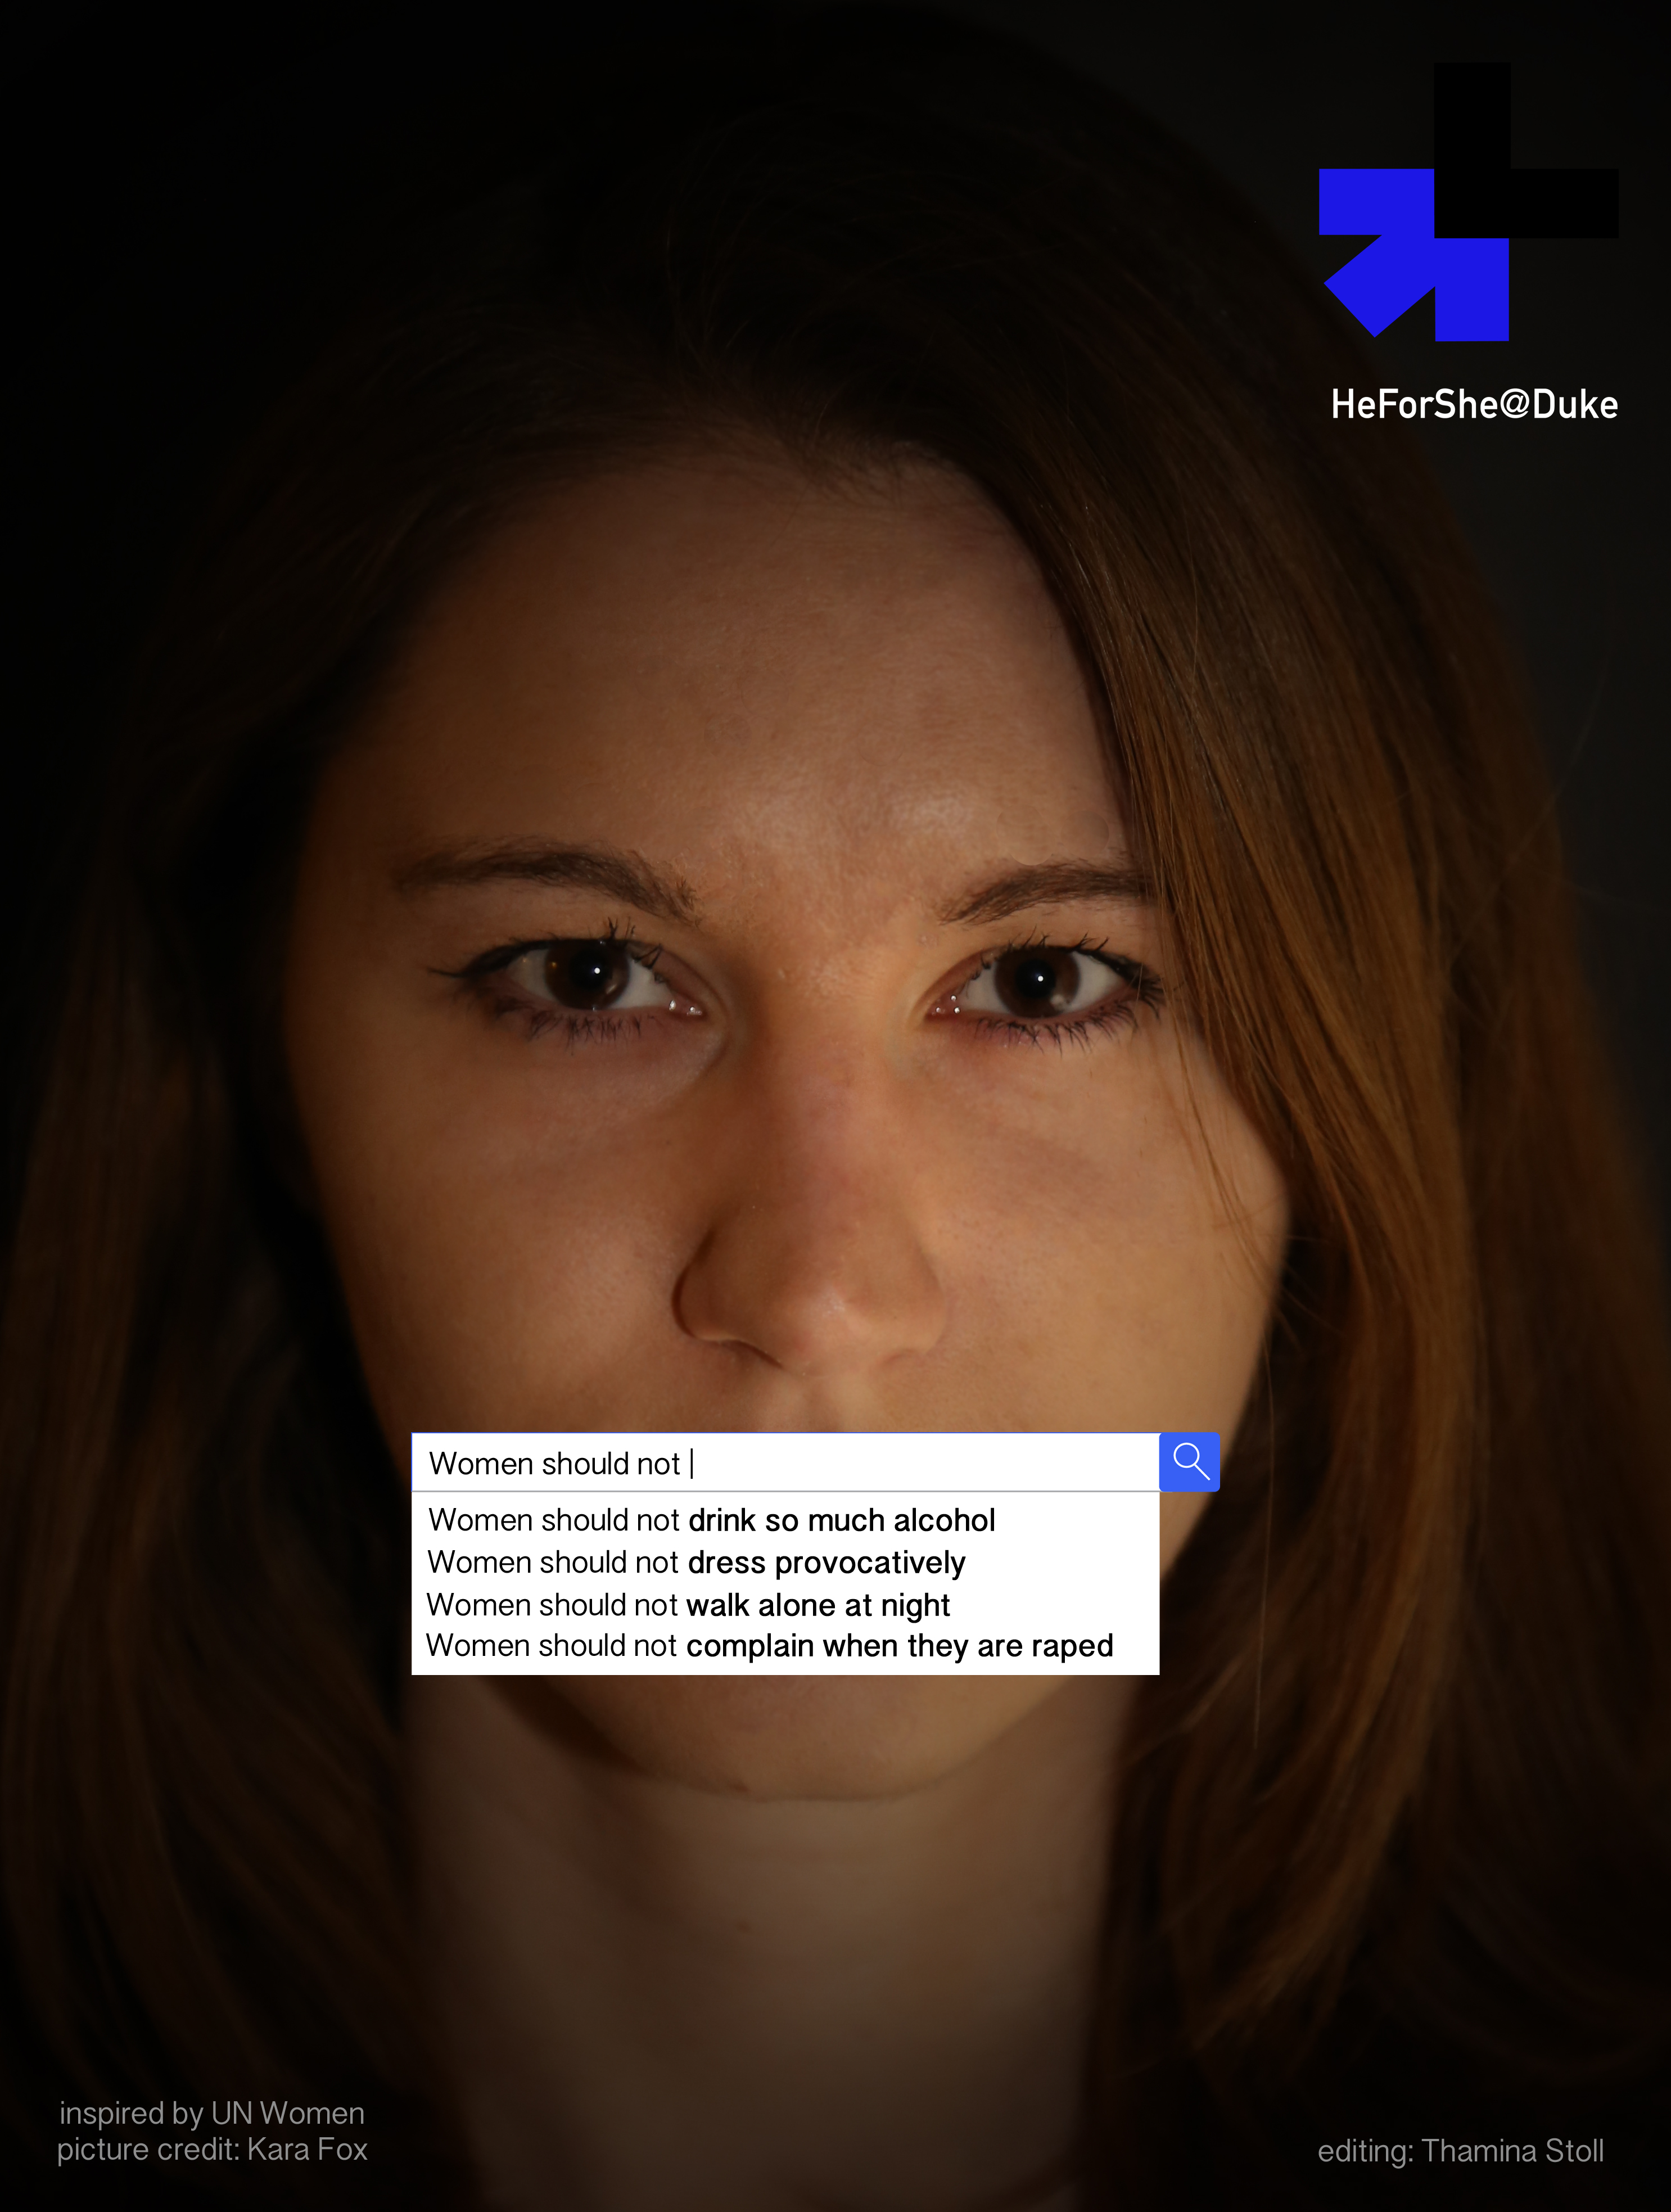 HeForShe@Duke
Women should not
Women should not drink so much alcohol
Women should not dress provocatively
Women should not walk alone at night
Women should not complain when they are raped
inspired by UN Women
picture credit: Kara Fox
editing: Thamina Stoll